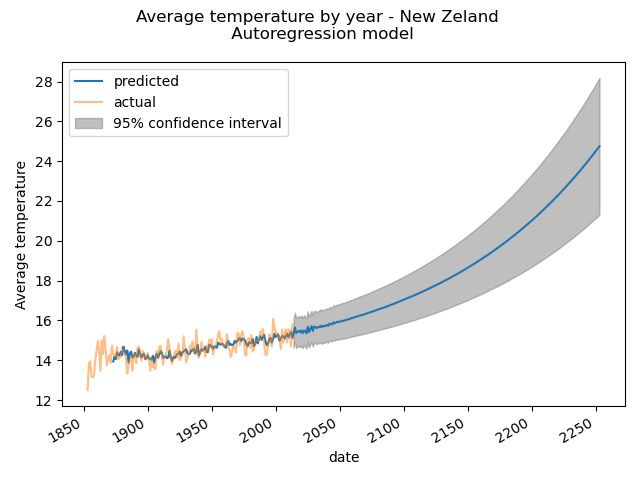 Average temperature by year - New Zeland
Autoregression model
predicted
actual
95% confidence interval
Average temperature
28
26
24
22
20
18
16
14
12
1850
1900
1950
2000
2050
2100
2150
2200
2250
date